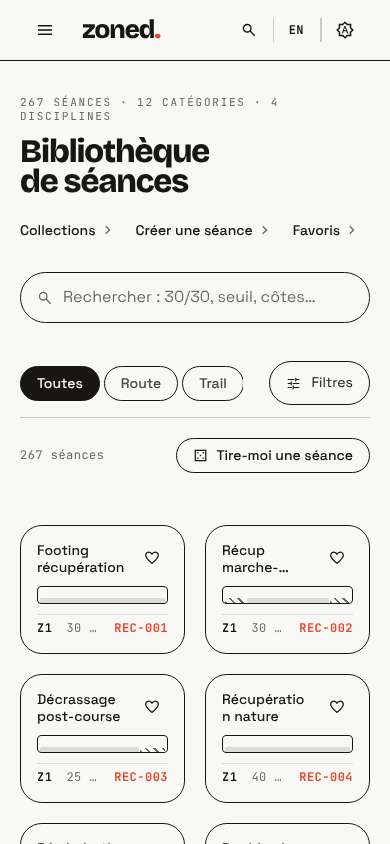 zoned.
EN
A
267 SÉANCES · 12 CATÉGORIES · 4
DISCIPLINES
Bibliothèque
de séances
Collections
Créer une séance
Favoris
Rechercher : 30/30, seuil, côtes…
Toutes
Route
Trail
Filtres
267 séances
Tire-moi une séance
Footing
récupération
Z1 30 … REC-001
Récup
marche-…
Z1 30 … REC-002
Décrassage
post-course
Z1 25 … REC-003
Récupératio
n nature
Z1 40 … REC-004